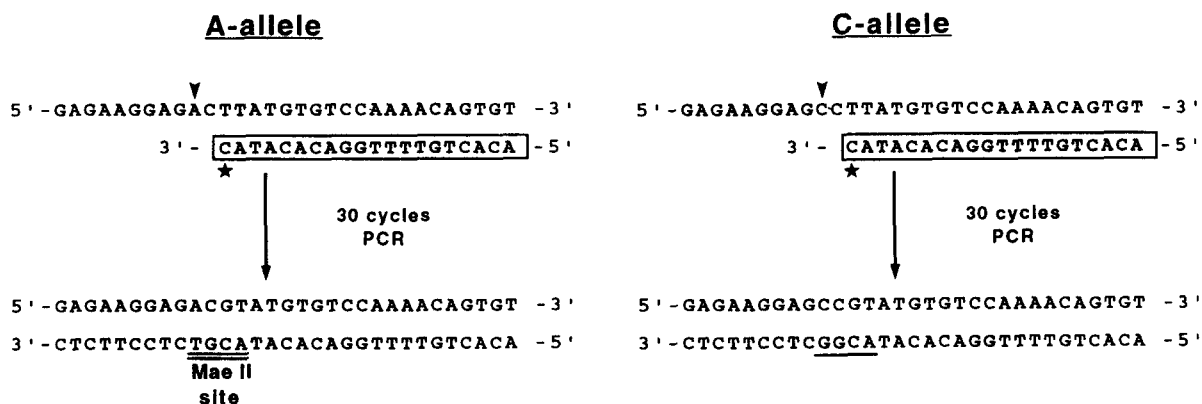 A-allele
5'-GAGAAGGAGACTTATGTGTCCAAAACAGTGT -3'
3'- CATACACAGGTTTTGTCACA -5'
★
30 cycles
PCR
5'-GAGAAGGAGACGTATGTGTCCAAAACAGTGT -3'
3'-CTCTTCCTCTGCATACACAGGTTTTGTCACA -5'
Mae II
site
C-allele
5'-GAGAAGGAGCCTTATGTGTCCAAAACAGTGT -3'
3'- CATACACAGGTTTTGTCACA -5'
★
30 cycles
PCR
5'-GAGAAGGAGCCGTATGTGTCCAAAACAGTGT -3'
3'-CTCTTCCTCGGCATACACAGGTTTTGTCACA -5'